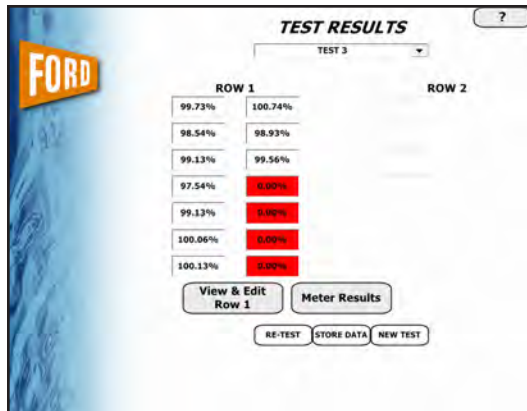 ?
TEST RESULTS
TEST 3
FORD
ROW 1 ROW 2
99.73% 100.74%
98.54% 98.93%
99.13% 99.56%
97.54% 0.00%
99.13% 0.00%
100.06% 0.00%
100.13% 0.00%
View & Edit
Row 1
Meter Results
RE-TEST STORE DATA NEW TEST